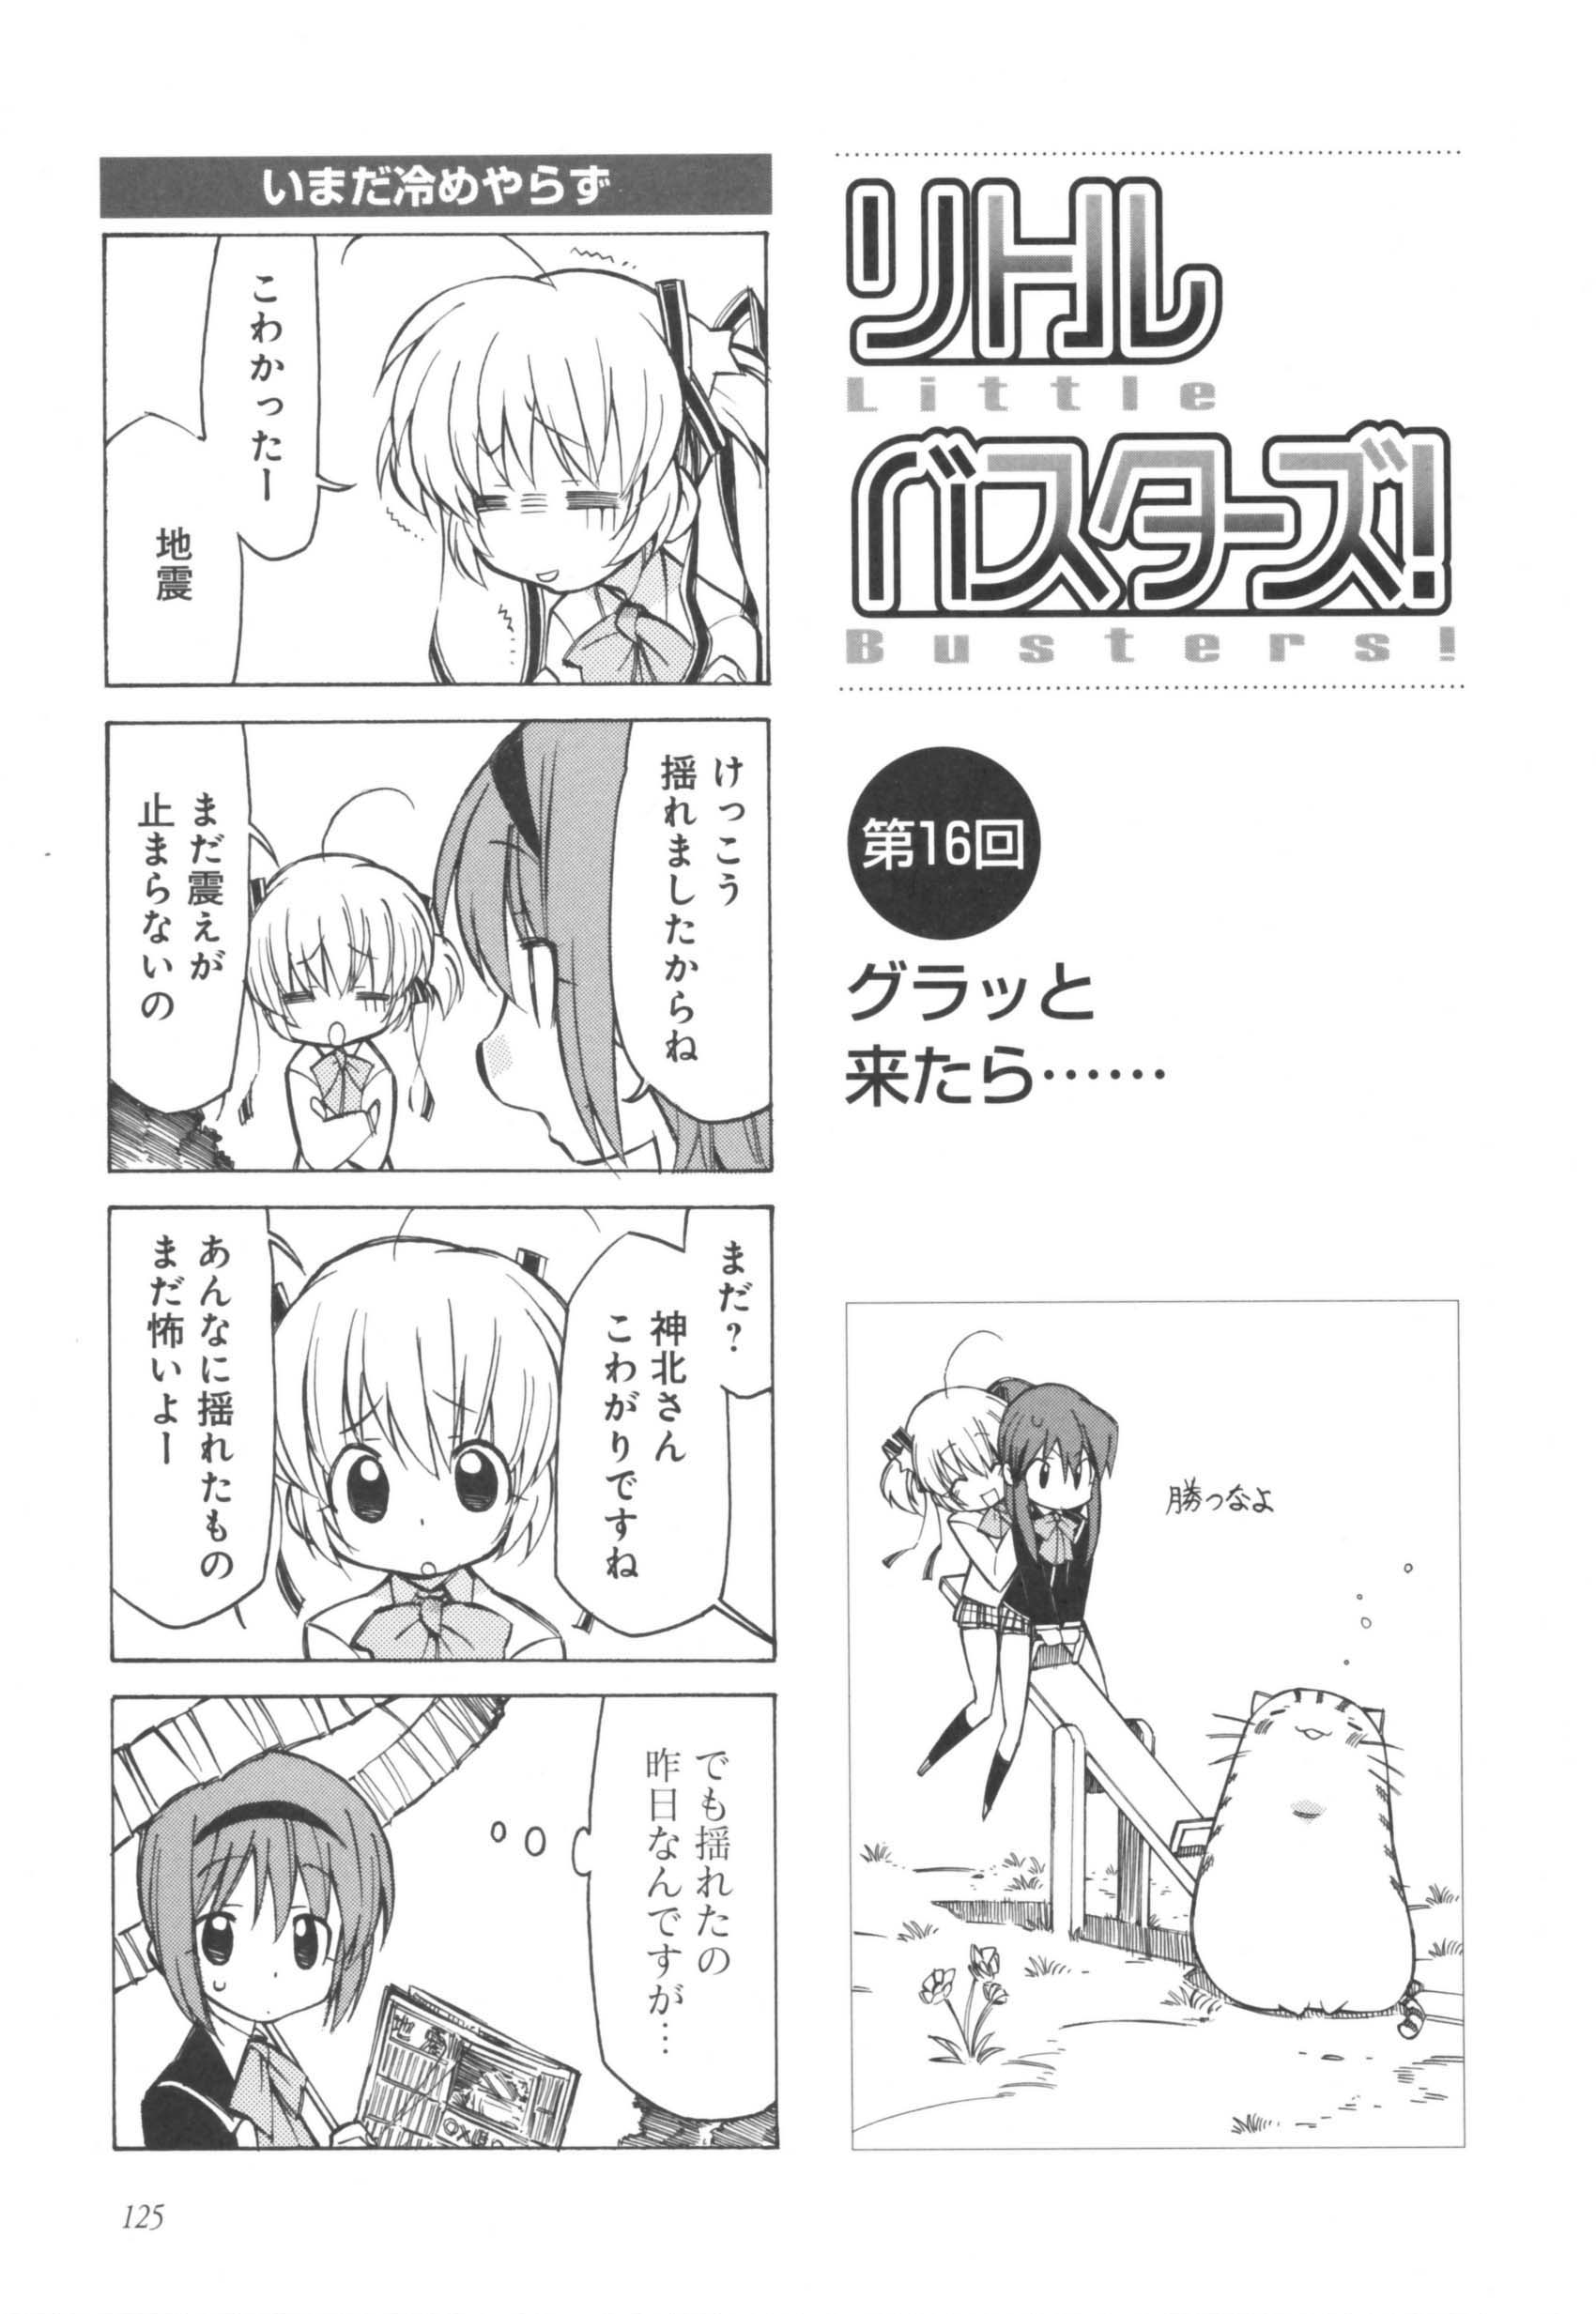 リトル
Little
バスターズ!
Busters!
第16回
グラッと
来たら……
勝つなよ
いまだ冷めやらず
こわかったー
地震
けっこう
揺れましたからね
まだ震えが
止まらないの
まだ?
神北さん
こわがりですね
あんなに揺れたもの
まだ怖いよー
でも揺れたの
昨日なんですが…
地震
125